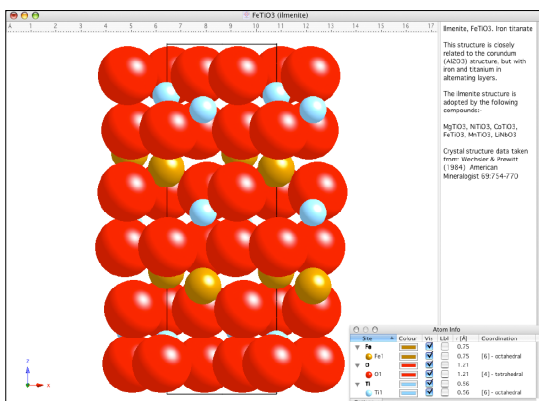 FeTiO3 (ilmenite)
A 1 2 3 4 5 6 7 8 9 10 11 12 13 14 15 16 17
Ilmenite, FeTiO3, Iron titanate
This structure is closely
related to the corundum
(Al2O3) structure, but with
iron and titanium in
alternating layers.
The ilmenite structure is
adopted by the following
compounds:
MgTiO3, NiTiO3, CoTiO3,
FeTiO3, MnTiO3, LiNbO3
Crystal structure data taken
from: Wechsler & Prewitt
(1984) American
Mineralogist 69:754-770
z
x
Atom Info
Site Colour Vis Lbl r [Å] Coordination
Fe 0.75
Fe1 0.75 [6] - octahedral
O 1.21
O1 1.21 [4] - tetrahedral
Ti 0.56
Ti1 0.56 [6] - octahedral